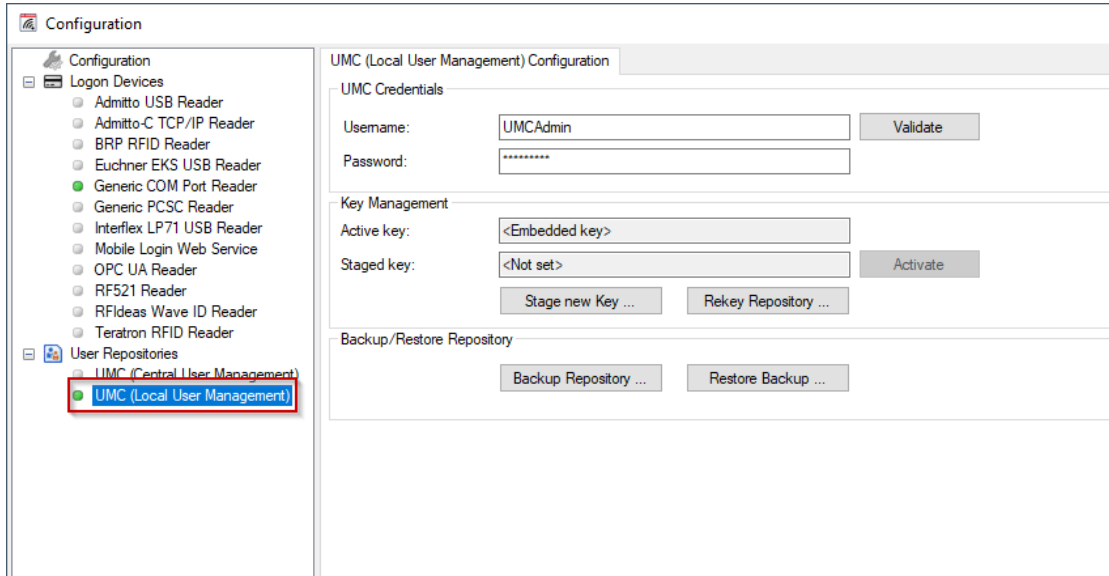 Configuration
Configuration
Logon Devices
Admitto USB Reader
Admitto-C TCP/IP Reader
BRP RFID Reader
Euchner EKS USB Reader
Generic COM Port Reader
Generic PCSC Reader
Interflex LP71 USB Reader
Mobile Login Web Service
OPC UA Reader
RF521 Reader
RFIdeas Wave ID Reader
Teratron RFID Reader
User Repositories
UMC (Central User Management)
UMC (Local User Management)
UMC (Local User Management) Configuration
UMC Credentials
Username: UMCAdmin Validate
Password: *********
Key Management
Active key: <Embedded key>
Staged key: <Not set> Activate
Stage new Key ... Rekey Repository ...
Backup/Restore Repository
Backup Repository ... Restore Backup ...